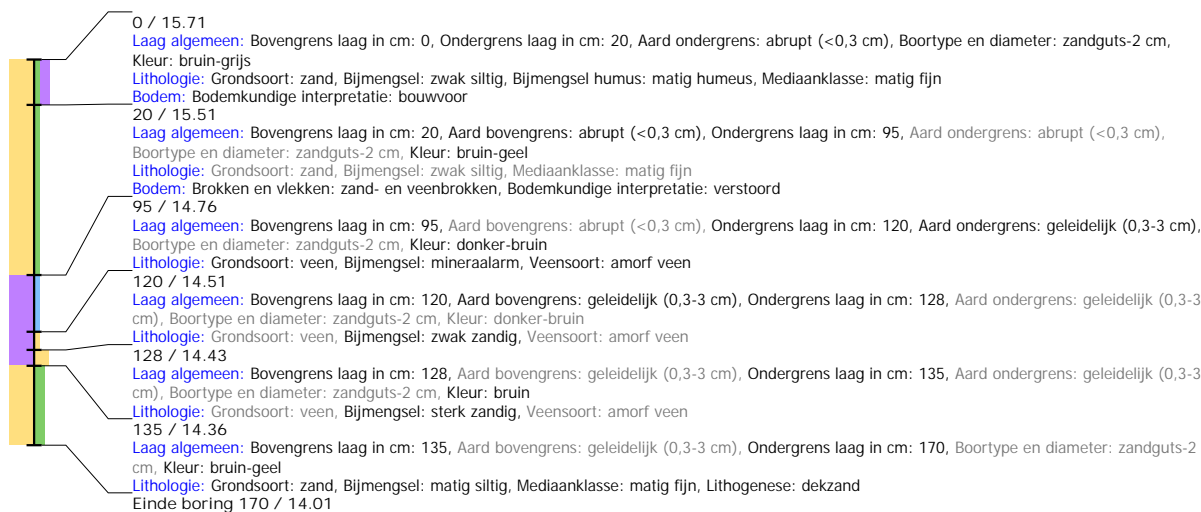 0 / 15.71
Laag algemeen: Bovengrens laag in cm: 0, Ondergrens laag in cm: 20, Aard ondergrens: abrupt (<0,3 cm), Boortype en diameter: zandguts-2 cm,
Kleur: bruin-grijs
Lithologie: Grondsoort: zand, Bijmengsel: zwak siltig, Bijmengsel humus: matig humeus, Mediaanklasse: matig fijn
Bodem: Bodemkundige interpretatie: bouwvoor
20 / 15.51
Laag algemeen: Bovengrens laag in cm: 20, Aard bovengrens: abrupt (<0,3 cm), Ondergrens laag in cm: 95, Aard ondergrens: abrupt (<0,3 cm),
Boortype en diameter: zandguts-2 cm, Kleur: bruin-geel
Lithologie: Grondsoort: zand, Bijmengsel: zwak siltig, Mediaanklasse: matig fijn
Bodem: Brokken en vlekken: zand- en veenbrokken, Bodemkundige interpretatie: verstoord
95 / 14.76
Laag algemeen: Bovengrens laag in cm: 95, Aard bovengrens: abrupt (<0,3 cm), Ondergrens laag in cm: 120, Aard ondergrens: geleidelijk (0,3-3 cm),
Boortype en diameter: zandguts-2 cm, Kleur: donker-bruin
Lithologie: Grondsoort: veen, Bijmengsel: mineraalarm, Veensoort: amorf veen
120 / 14.51
Laag algemeen: Bovengrens laag in cm: 120, Aard bovengrens: geleidelijk (0,3-3 cm), Ondergrens laag in cm: 128, Aard ondergrens: geleidelijk (0,3-3
cm), Boortype en diameter: zandguts-2 cm, Kleur: donker-bruin
Lithologie: Grondsoort: veen, Bijmengsel: zwak zandig, Veensoort: amorf veen
128 / 14.43
Laag algemeen: Bovengrens laag in cm: 128, Aard bovengrens: geleidelijk (0,3-3 cm), Ondergrens laag in cm: 135, Aard ondergrens: geleidelijk (0,3-3
cm), Boortype en diameter: zandguts-2 cm, Kleur: bruin
Lithologie: Grondsoort: veen, Bijmengsel: sterk zandig, Veensoort: amorf veen
135 / 14.36
Laag algemeen: Bovengrens laag in cm: 135, Aard bovengrens: geleidelijk (0,3-3 cm), Ondergrens laag in cm: 170, Boortype en diameter: zandguts-2
cm, Kleur: bruin-geel
Lithologie: Grondsoort: zand, Bijmengsel: matig siltig, Mediaanklasse: matig fijn, Lithogenese: dekzand
Einde boring 170 / 14.01